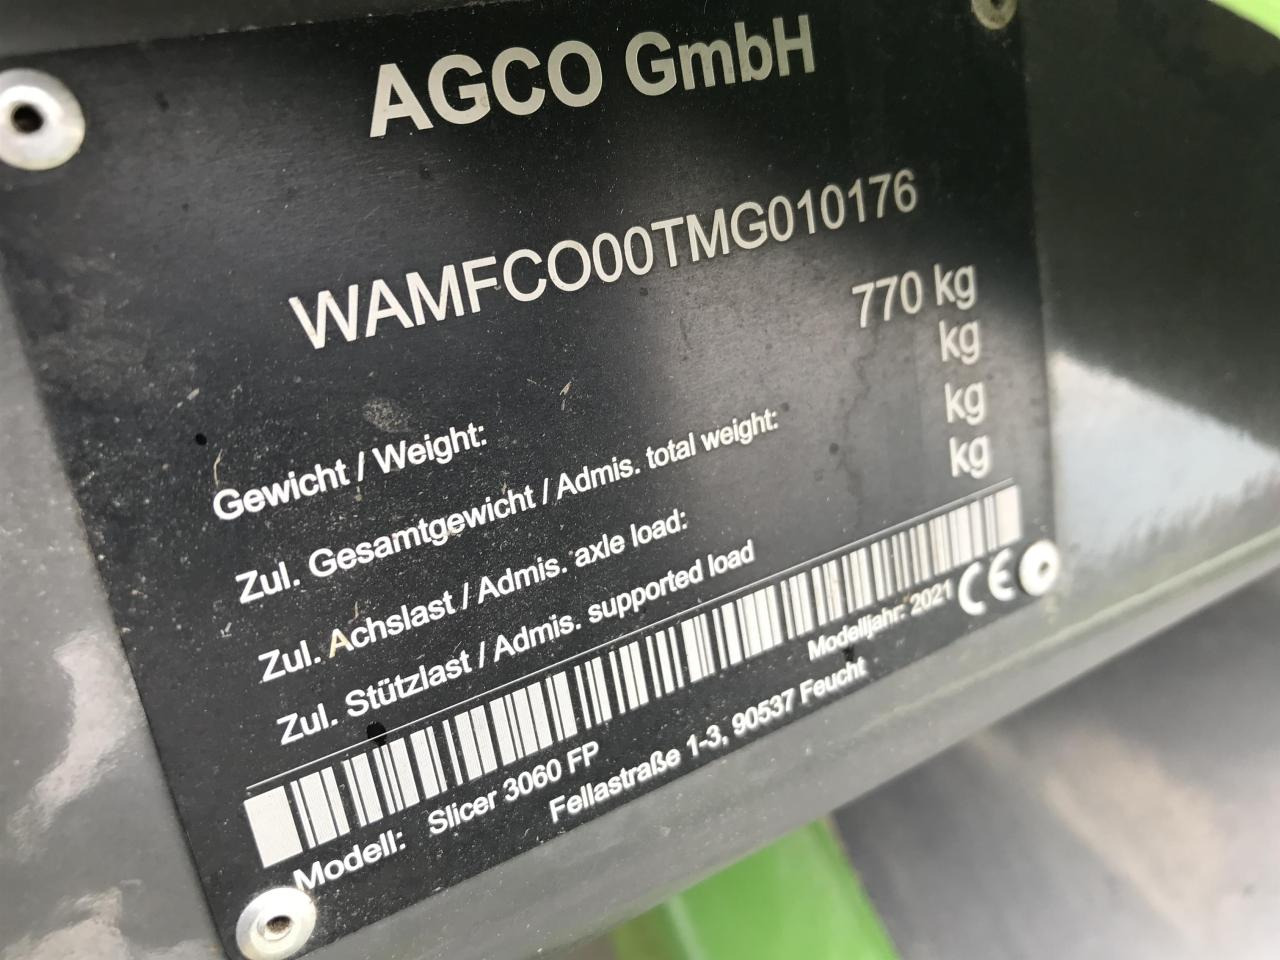 AGCO GmbH
WAMFCO00TMG010176
Gewicht / Weight: 770 kg
Zul. Gesamtgewicht / Admis. total weight: kg
Zul. Achslast / Admis. axle load: kg
Zul. Stützlast / Admis. supported load kg
Modell: Slicer 3060 FP Modelljahr: 2021 CE
Fellastraße 1-3, 90537 Feucht